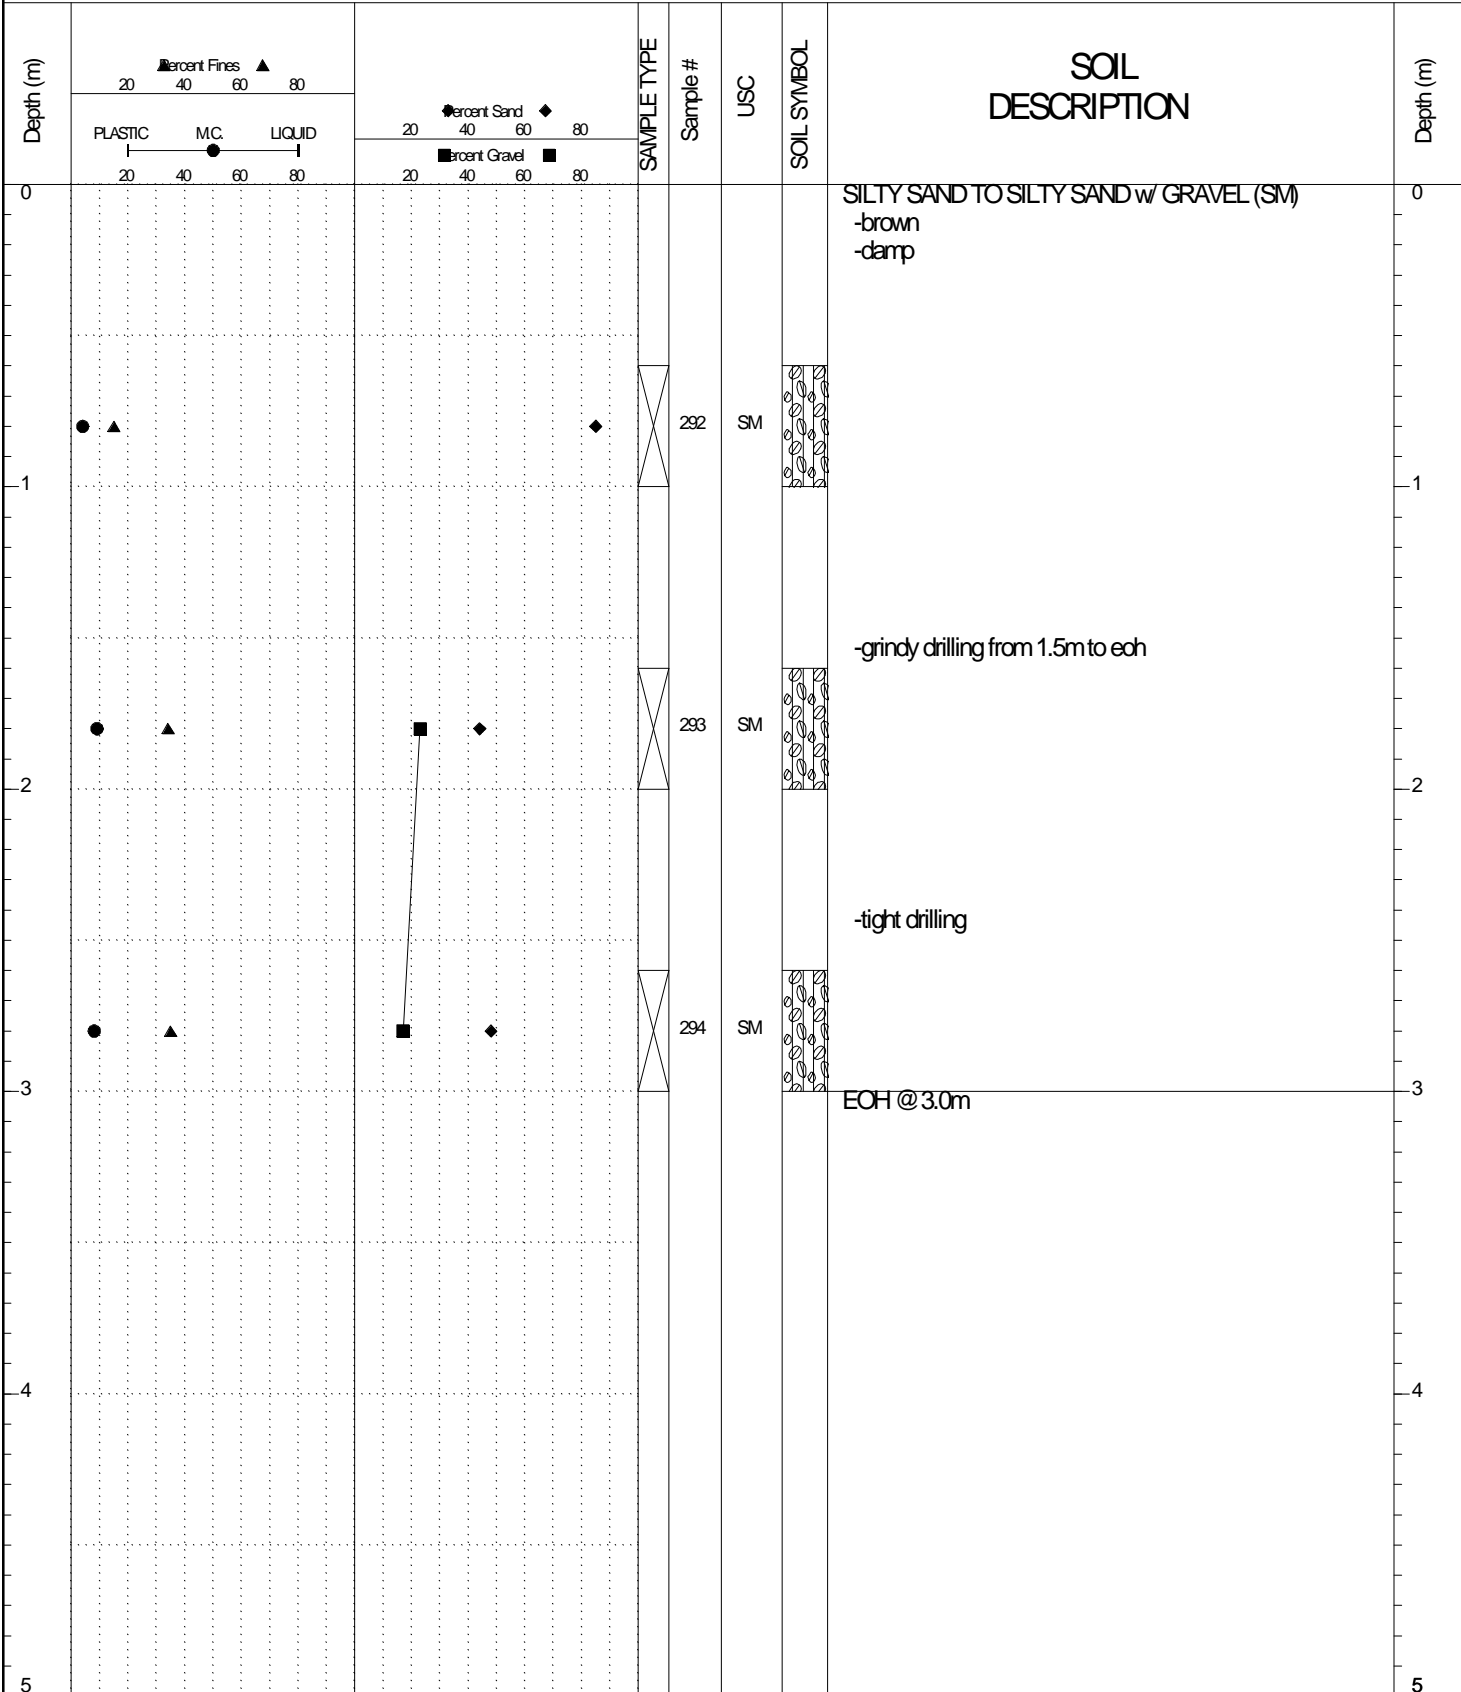 Depth (m)
Percent Fines
20 40 60 80
PLASTIC M.C. LIQUID
20 40 60 80
Percent Sand
20 40 60 80
Percent Gravel
20 40 60 80
SAMPLE TYPE
Sample #
USC
SOIL SYMBOL
SOIL
DESCRIPTION
Depth (m)
0 SILTY SAND TO SILTY SAND w/ GRAVEL (SM) 0
-brown
-damp
292 SM
1 1
-grindy drilling from 1.5m to eoh
293 SM
2 2
-tight drilling
294 SM
3 3
EOH @ 3.0m
4 4
5 5